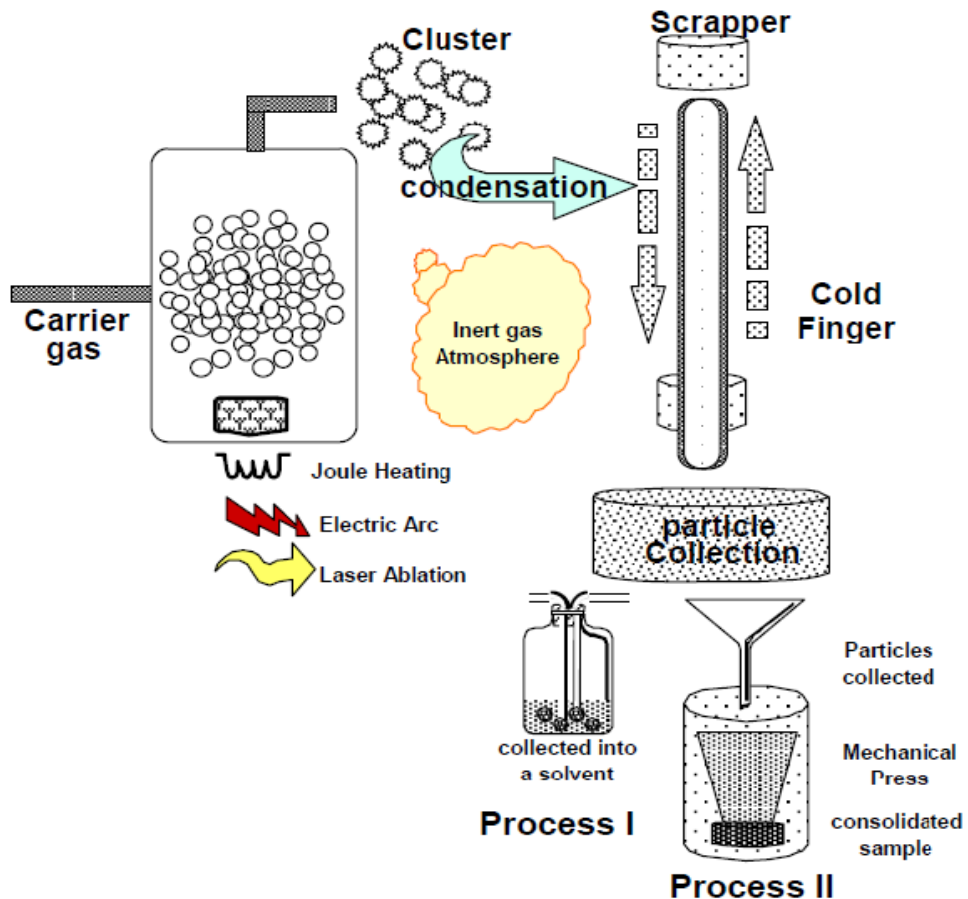 Scrapper
Cluster
condensation
Carrier
gas
Inert gas
Atmosphere
Cold
Finger
Joule Heating
Electric Arc
Laser Ablation
particle
Collection
Particles
collected
collected into
a solvent
Mechanical
Press
Process I
consolidated
sample
Process II